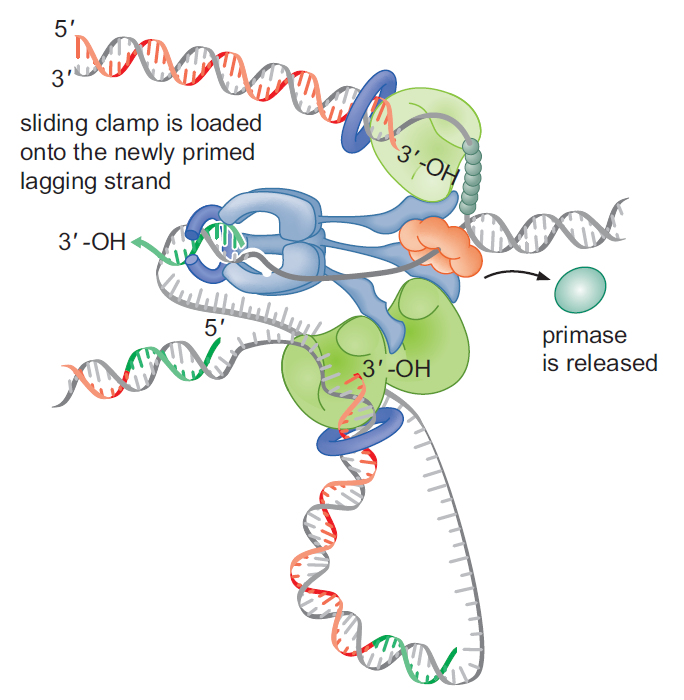 5′
3′
sliding clamp is loaded
onto the newly primed
lagging strand
3′-OH
3′-OH
5′
primase
is released
3′-OH